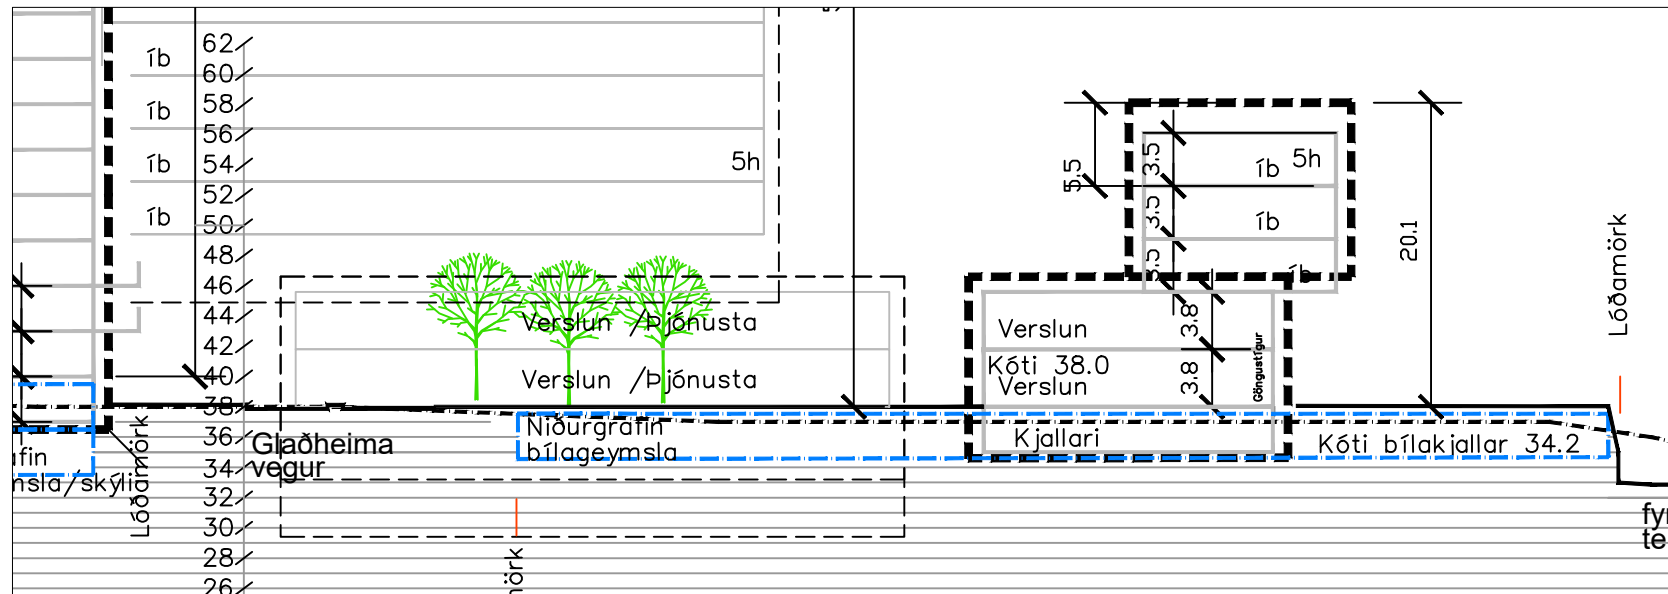 62
60
58
56
54
52
50
48
46
44
42
40
38
36
34
32
30
28
26
íb
íb
íb
íb
5h
Verslun /Þjónusta
Verslun /Þjónusta
Glaðheima
vegur
Niðurgrafin
bílageymsla
Lóðamörk
5.5
3.5
3.5
3.5
íb
5h
íb
íb
20.1
Lóðamörk
Verslun
3.8
Kóti 38.0
Verslun
3.8
Göngustígur
Kjallari
Kóti bílakjallar 34.2